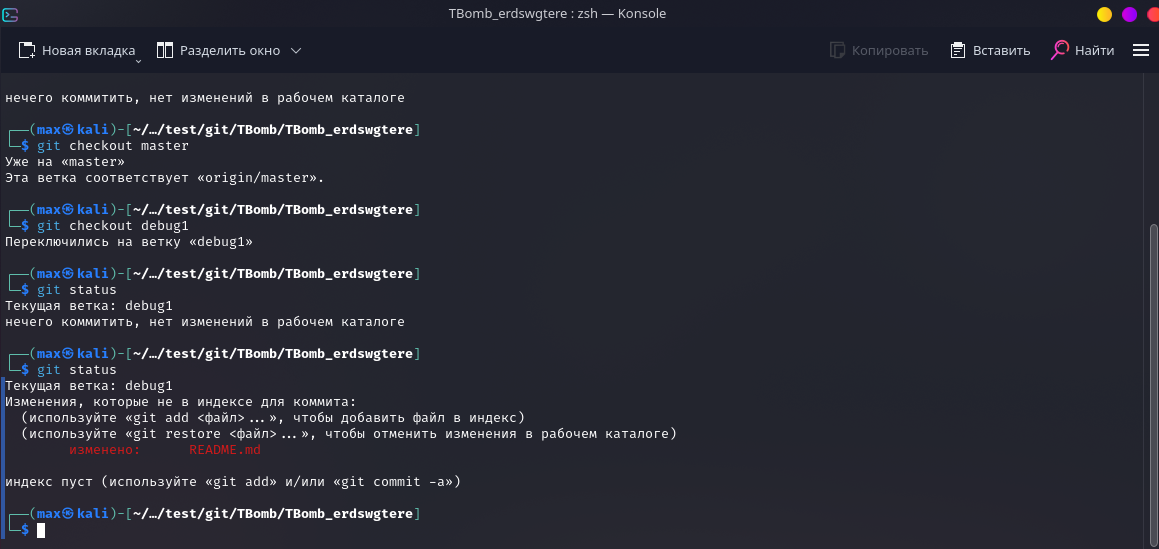 TBomb_erdswgtere : zsh — Konsole
Новая вкладка Разделить окно Копировать Вставить Найти
нечего коммитить, нет изменений в рабочем каталоге
┌──(max㉿kali)-[~/…/test/git/TBomb/TBomb_erdswgtere]
└─$ git checkout master
Уже на «master»
Эта ветка соответствует «origin/master».
┌──(max㉿kali)-[~/…/test/git/TBomb/TBomb_erdswgtere]
└─$ git checkout debug1
Переключились на ветку «debug1»
┌──(max㉿kali)-[~/…/test/git/TBomb/TBomb_erdswgtere]
└─$ git status
Текущая ветка: debug1
нечего коммитить, нет изменений в рабочем каталоге
┌──(max㉿kali)-[~/…/test/git/TBomb/TBomb_erdswgtere]
└─$ git status
Текущая ветка: debug1
Изменения, которые не в индексе для коммита:
(используйте «git add <файл>...», чтобы добавить файл в индекс)
(используйте «git restore <файл>...», чтобы отменить изменения в рабочем каталоге)
изменено: README.md
индекс пуст (используйте «git add» и/или «git commit -a»)
┌──(max㉿kali)-[~/…/test/git/TBomb/TBomb_erdswgtere]
└─$